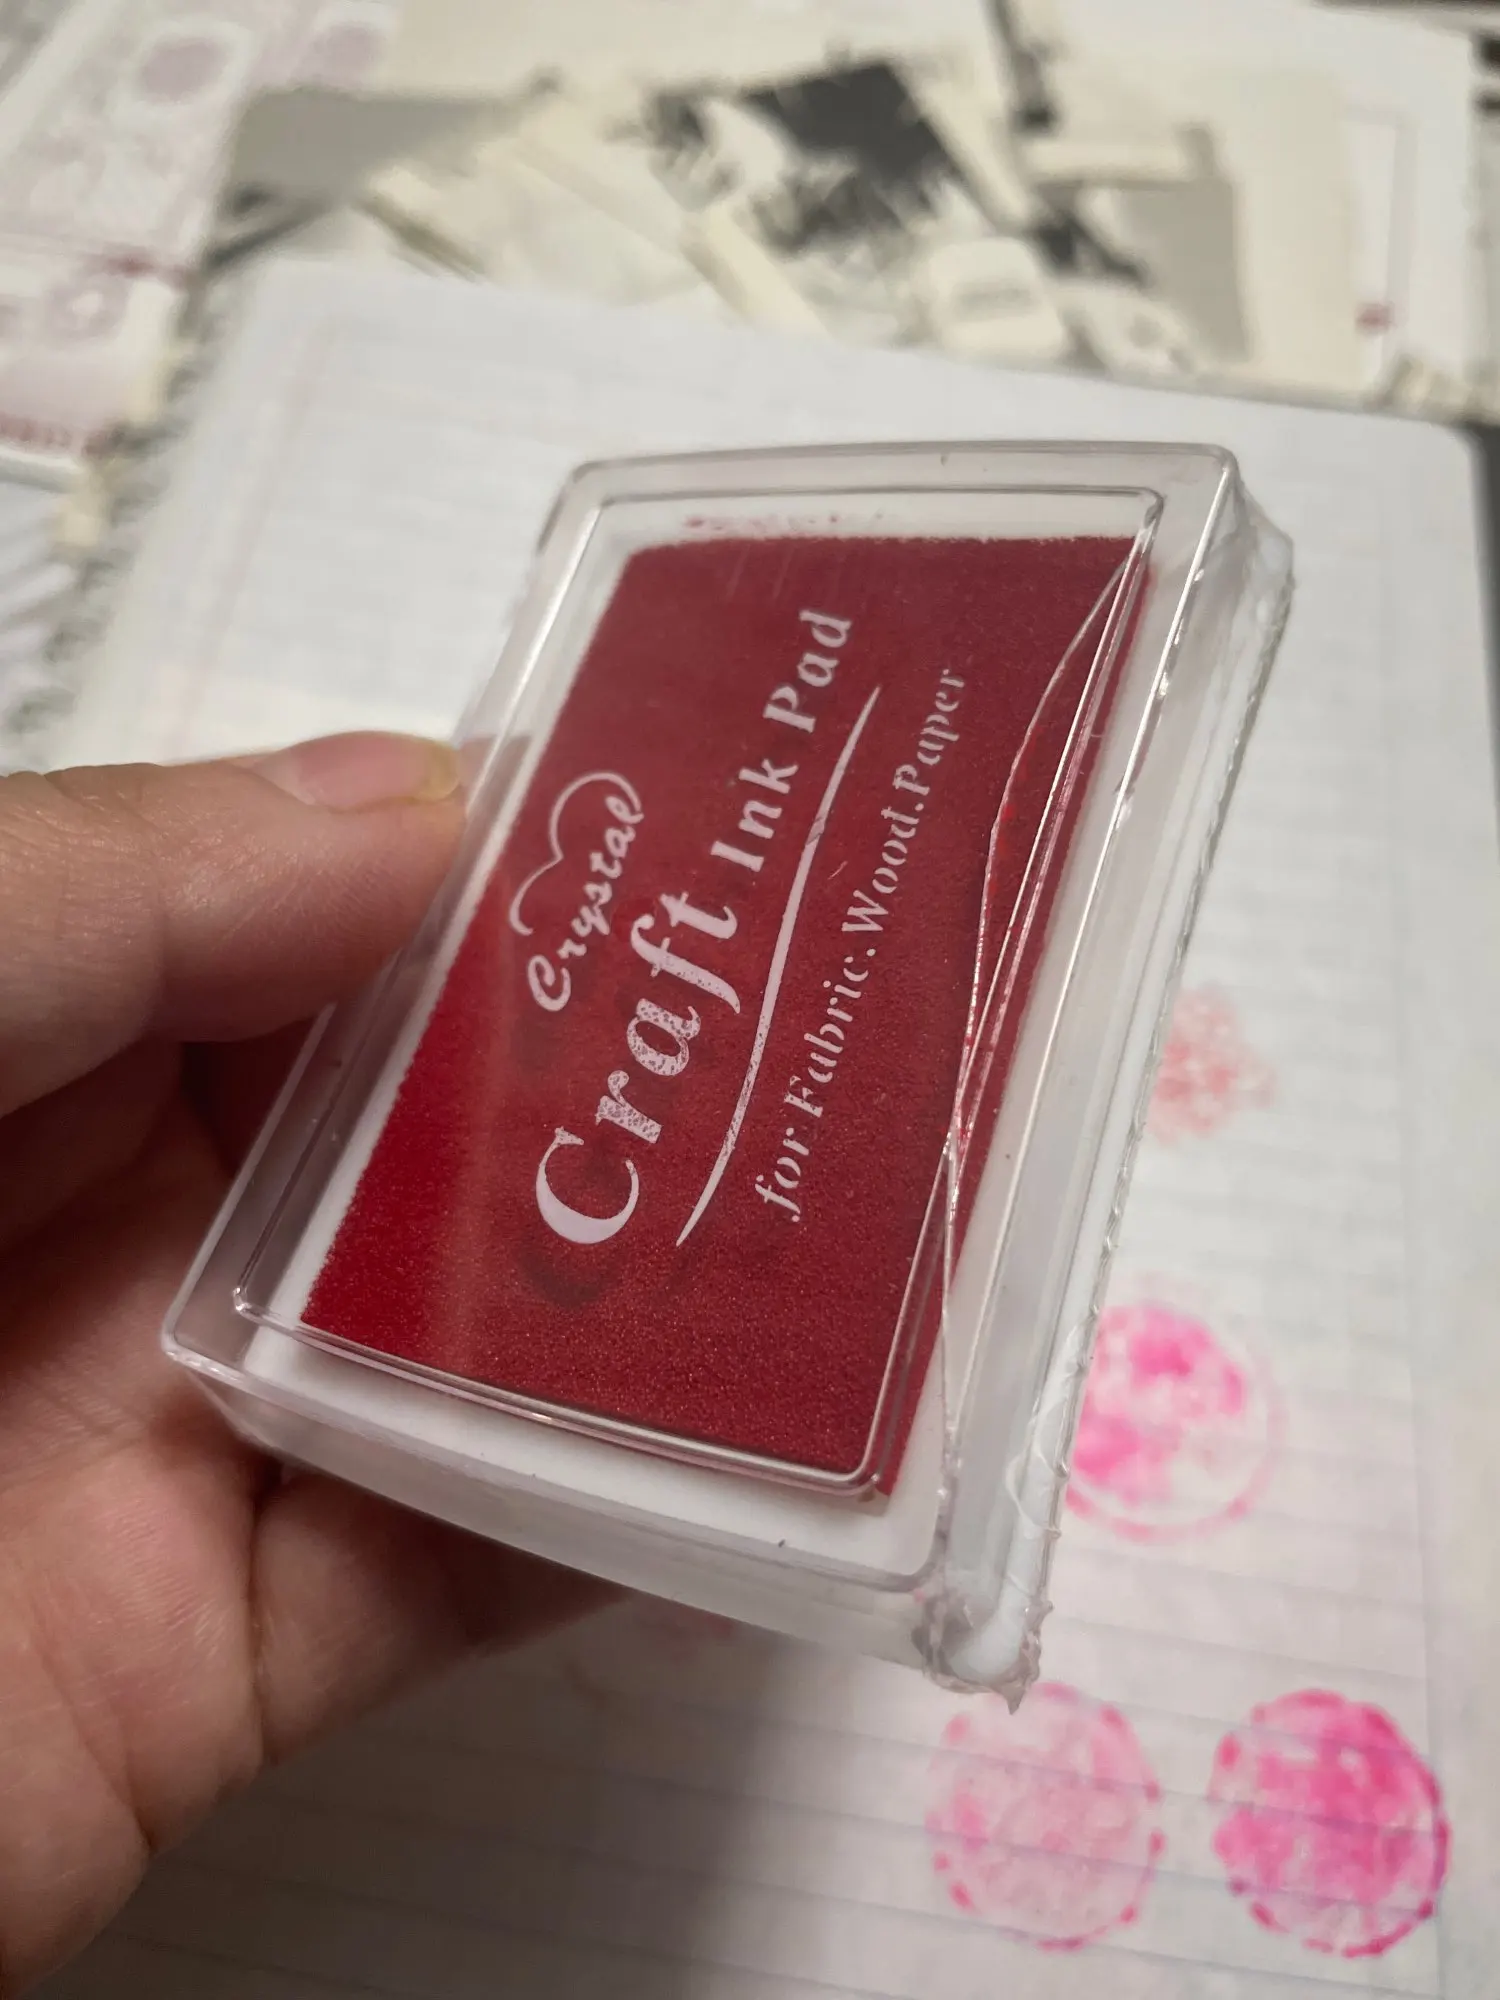 Crystal
Craft Ink Pad
for Fabric.Wood.Paper